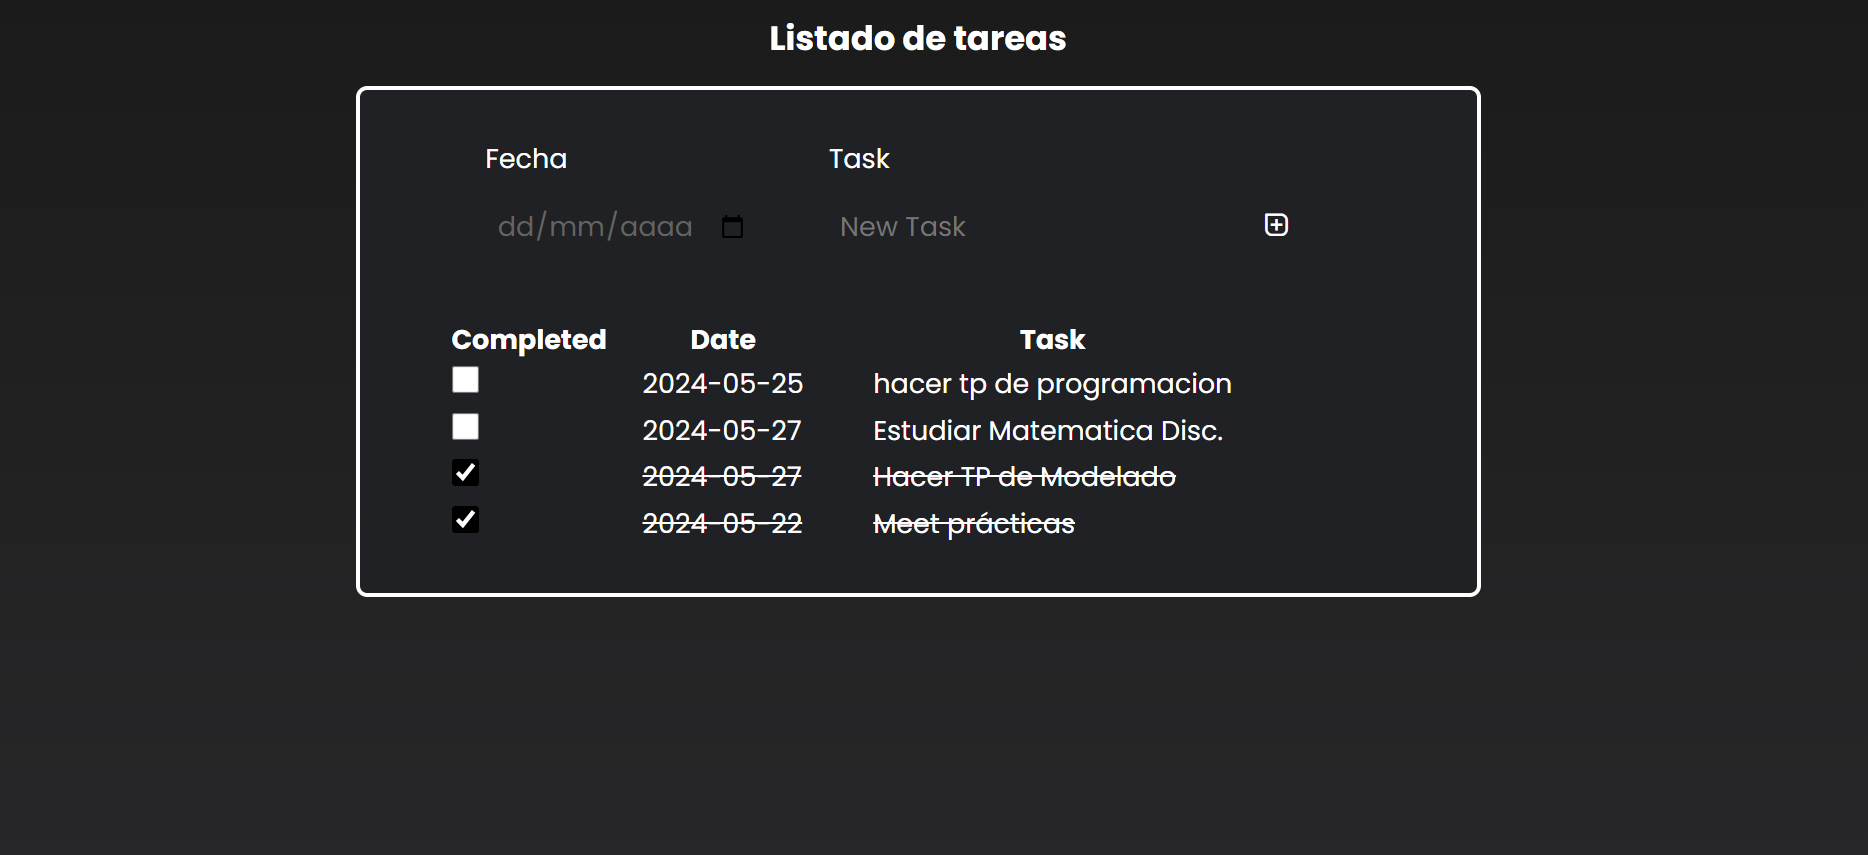 Listado de tareas
Fecha Task
dd/mm/aaaa New Task
Completed Date Task
2024-05-25 hacer tp de programacion
2024-05-27 Estudiar Matematica Disc.
2024-05-27 Hacer TP de Modelado
2024-05-22 Meet prácticas